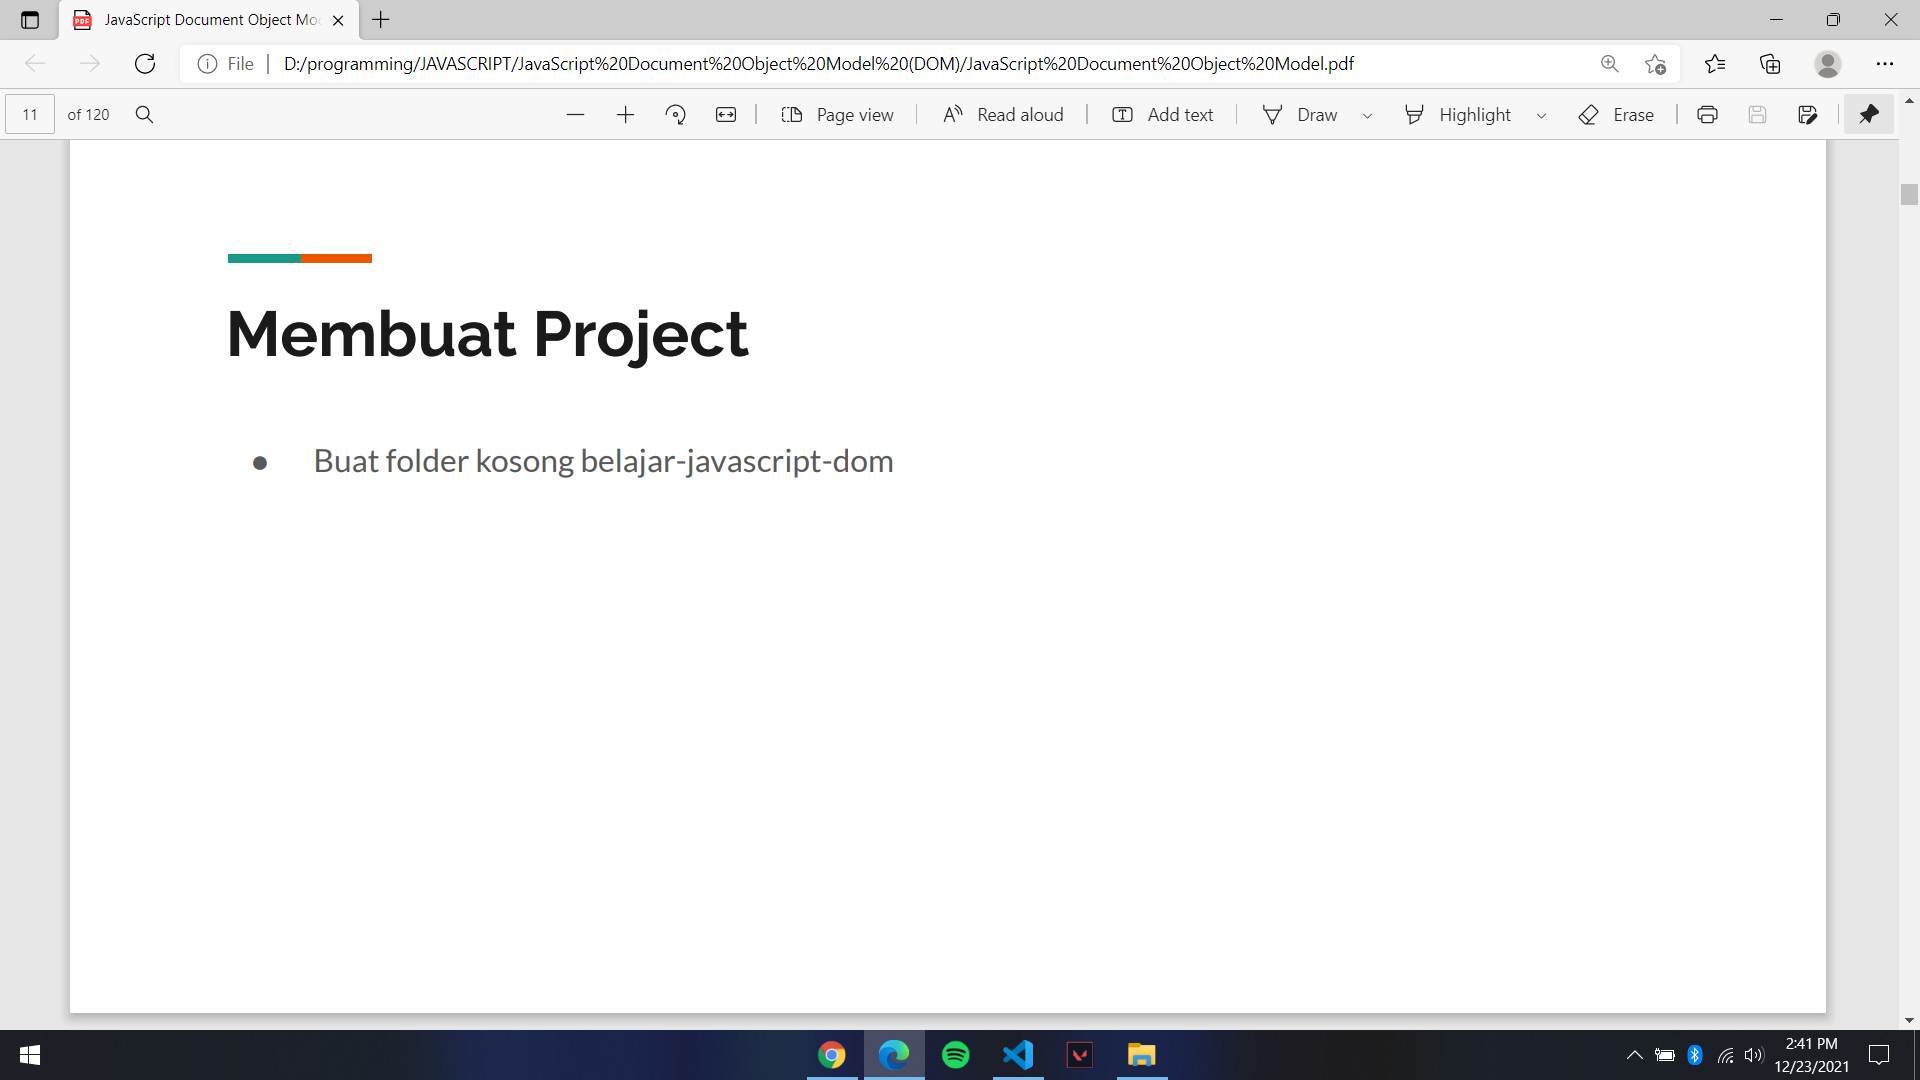 JavaScript Document Object Mo
File
D:/programming/JAVASCRIPT/JavaScript%20Document%20Object%20Model%20(DOM)/JavaScript%20Document%20Object%20Model.pdf
11 of 120
Page view
Read aloud
Add text
Draw
Highlight
Erase
Membuat Project
● Buat folder kosong belajar-javascript-dom
2:41 PM
12/23/2021